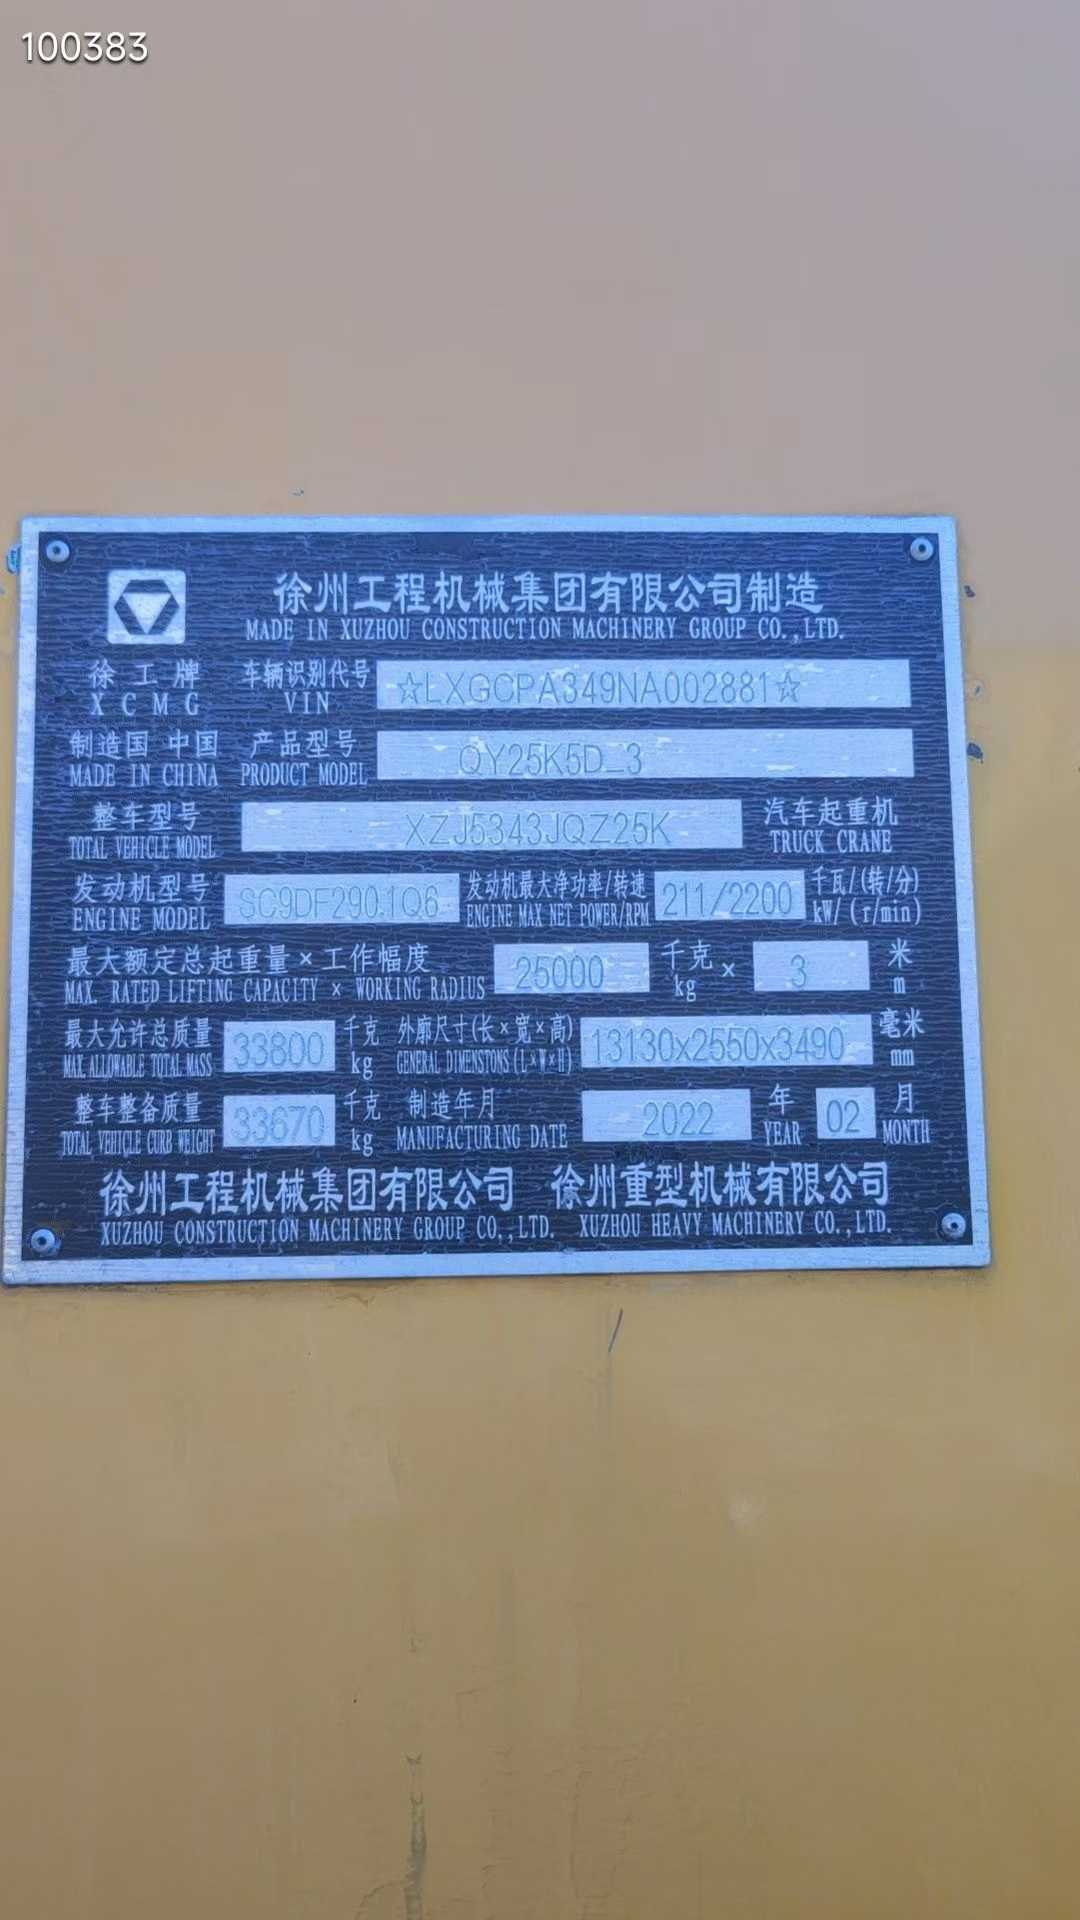 100383
徐州工程机械集团有限公司制造
MADE IN XUZHOU CONSTRUCTION MACHINERY GROUP CO.,LTD.
徐工牌 车辆识别代号 ☆LXGCPA349NA002881☆
XCMG VIN
制造国 中国 产品型号 QY25K5D_3
MADE IN CHINA PRODUCT MODEL
整车型号 XZJ5343JQZ25K 汽车起重机
TOTAL VEHICLE MODEL TRUCK CRANE
发动机型号 SC9DF290.1Q6 发动机最大净功率/转速 211/2200 千瓦/(转/分)
ENGINE MODEL ENGINE MAX NET POWER/RPM kW/(r/min)
最大额定总起重量×工作幅度 25000 千克 × 3 米
MAX. RATED LIFTING CAPACITY × WORKING RADIUS kg m
最大允许总质量 33800 千克 外廓尺寸(长×宽×高) 13130x2550x3490 毫米
MAX.ALLOWABLE TOTAL MASS kg GENERAL DIMENSTONS(L×W×H) mm
整车整备质量 33670 千克 制造年月 2022 年 02 月
TOTAL VEHICLE CURB WEIGHT kg MANUFACTURING DATE YEAR MONTH
徐州工程机械集团有限公司 徐州重型机械有限公司
XUZHOU CONSTRUCTION MACHINERY GROUP CO.,LTD. XUZHOU HEAVY MACHINERY CO.,LTD.